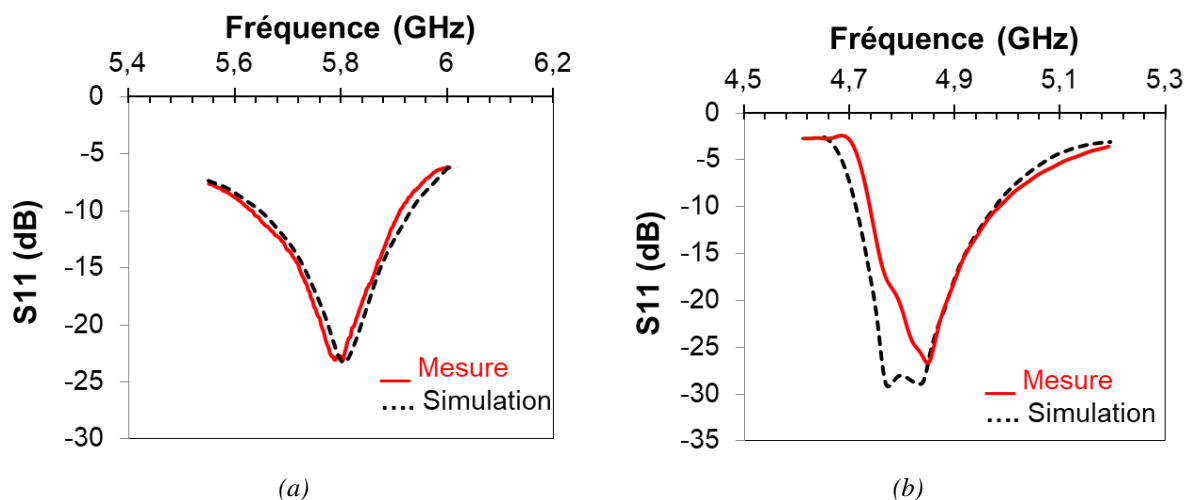 Fréquence (GHz)
5,4 5,6 5,8 6 6,2
0
-5
-10
-15
-20
-25
-30
S11 (dB)
Mesure
Simulation
(a)
Fréquence (GHz)
4,5 4,7 4,9 5,1 5,3
0
-5
-10
-15
-20
-25
-30
-35
S11 (dB)
Mesure
Simulation
(b)